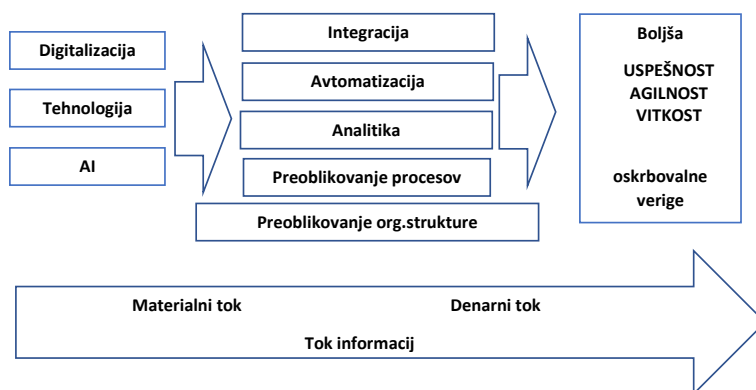 Digitalizacija
Tehnologija
AI
Integracija
Avtomatizacija
Analitika
Preoblikovanje procesov
Preoblikovanje org.strukture
Boljša
USPEŠNOST
AGILNOST
VITKOST
oskrbovalne
verige
Materialni tok
Denarni tok
Tok informacij